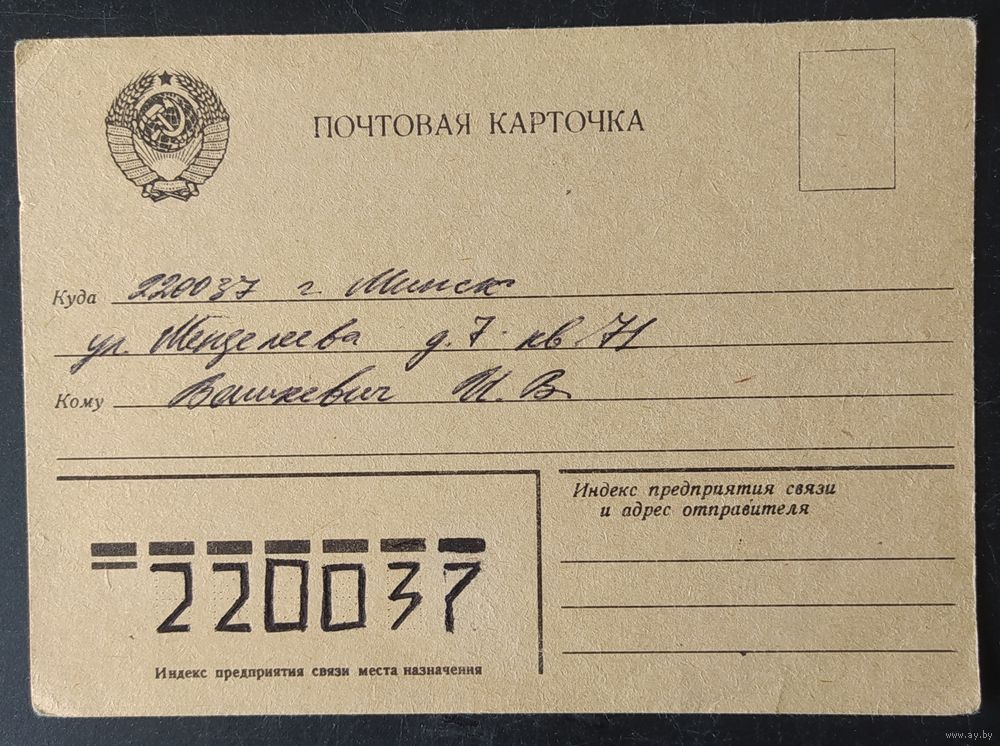 ПОЧТОВАЯ КАРТОЧКА
Куда 220037 г. Минск
ул. Менделеева д. 7. кв. 71
Кому Вашкевич И. В.
Индекс предприятия связи
и адрес отправителя
220037
Индекс предприятия связи места назначения
www.ay.by